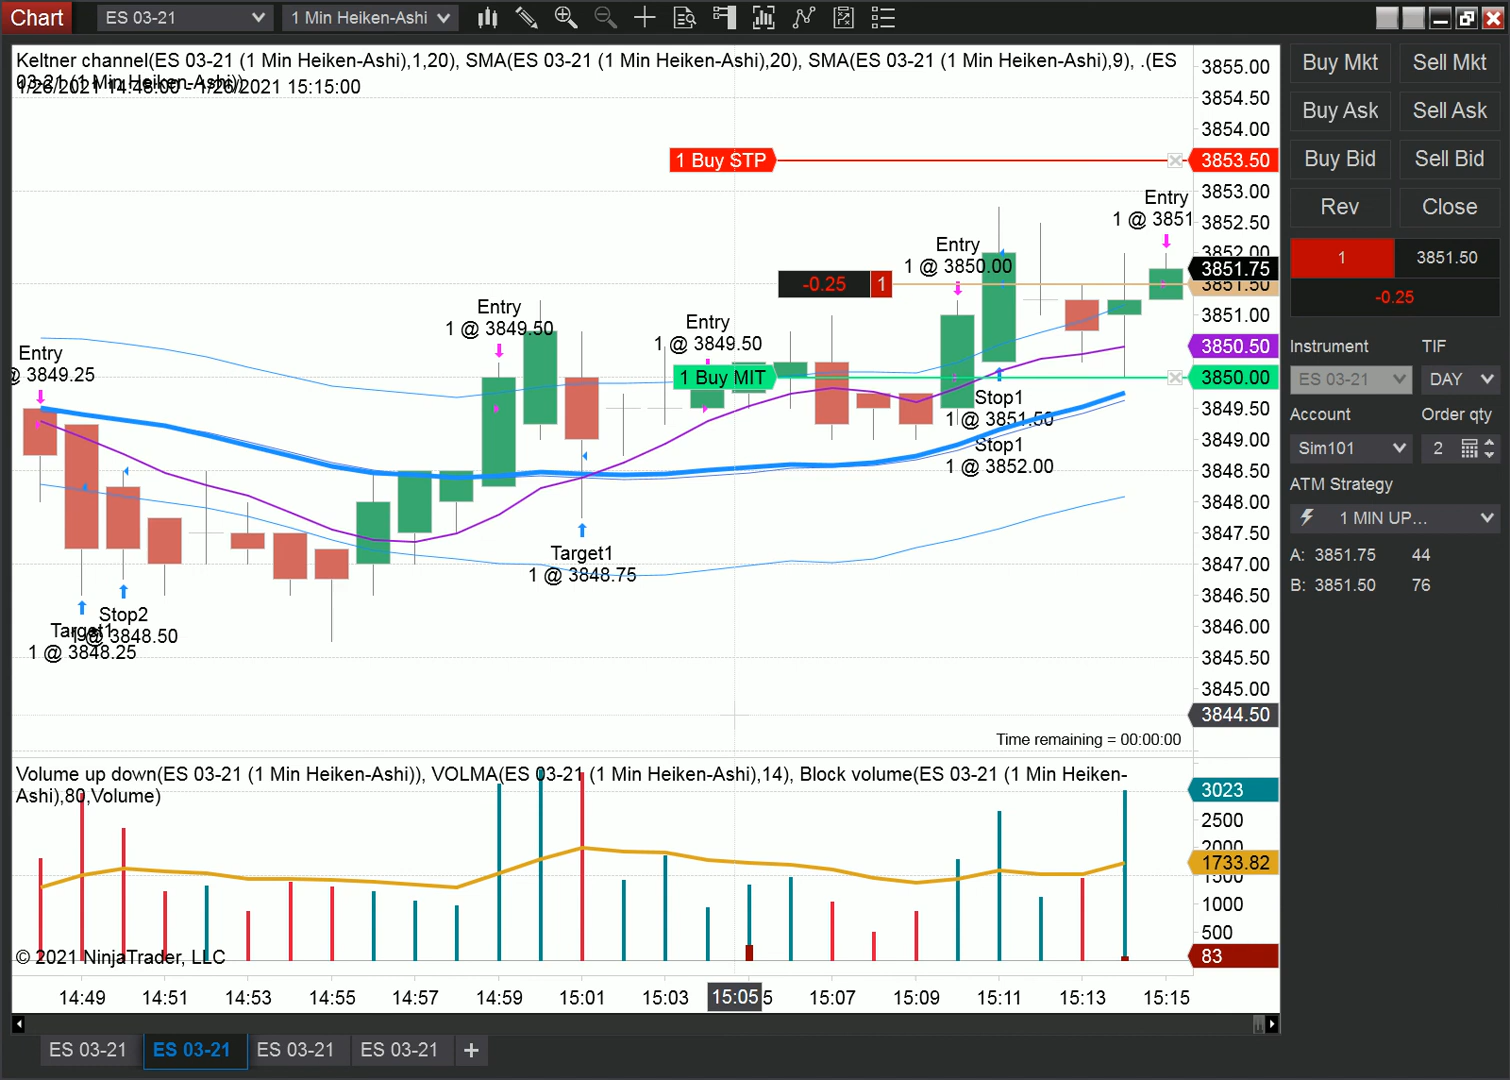 Chart
ES 03-21
1 Min Heiken-Ashi
Keltner channel(ES 03-21 (1 Min Heiken-Ashi),1,20), SMA(ES 03-21 (1 Min Heiken-Ashi),20), SMA(ES 03-21 (1 Min Heiken-Ashi),9), .(ES
03-21 (1 Min Heiken-Ashi))
1/26/2021 14:48:00 - 1/26/2021 15:15:00
1 Buy STP
Entry
1 @ 3851
Entry
1 @ 3850.00
-0.25 1
Entry
1 @ 3849.50
Entry
1 @ 3849.50
Entry
@ 3849.25
1 Buy MIT
Stop1
1 @ 3851.50
Stop1
1 @ 3852.00
Target1
1 @ 3848.75
Stop2
1 @ 3848.50
Target1
1 @ 3848.25
Time remaining = 00:00:00
3855.00
3854.50
3854.00
3853.50
3853.00
3852.50
3852.00
3851.75
3851.50
3851.00
3850.50
3850.00
3849.50
3849.00
3848.50
3848.00
3847.50
3847.00
3846.50
3846.00
3845.50
3845.00
3844.50
Volume up down(ES 03-21 (1 Min Heiken-Ashi)), VOLMA(ES 03-21 (1 Min Heiken-Ashi),14), Block volume(ES 03-21 (1 Min Heiken-
Ashi),80,Volume)
3023
2500
2000
1733.82
1500
1000
500
83
© 2021 NinjaTrader, LLC
14:49 14:51 14:53 14:55 14:57 14:59 15:01 15:03 15:05 5 15:07 15:09 15:11 15:13 15:15
ES 03-21 ES 03-21 ES 03-21 ES 03-21 +
Buy Mkt Sell Mkt
Buy Ask Sell Ask
Buy Bid Sell Bid
Rev Close
1 3851.50
-0.25
Instrument TIF
ES 03-21 DAY
Account Order qty
Sim101 2
ATM Strategy
1 MIN UP...
A: 3851.75 44
B: 3851.50 76